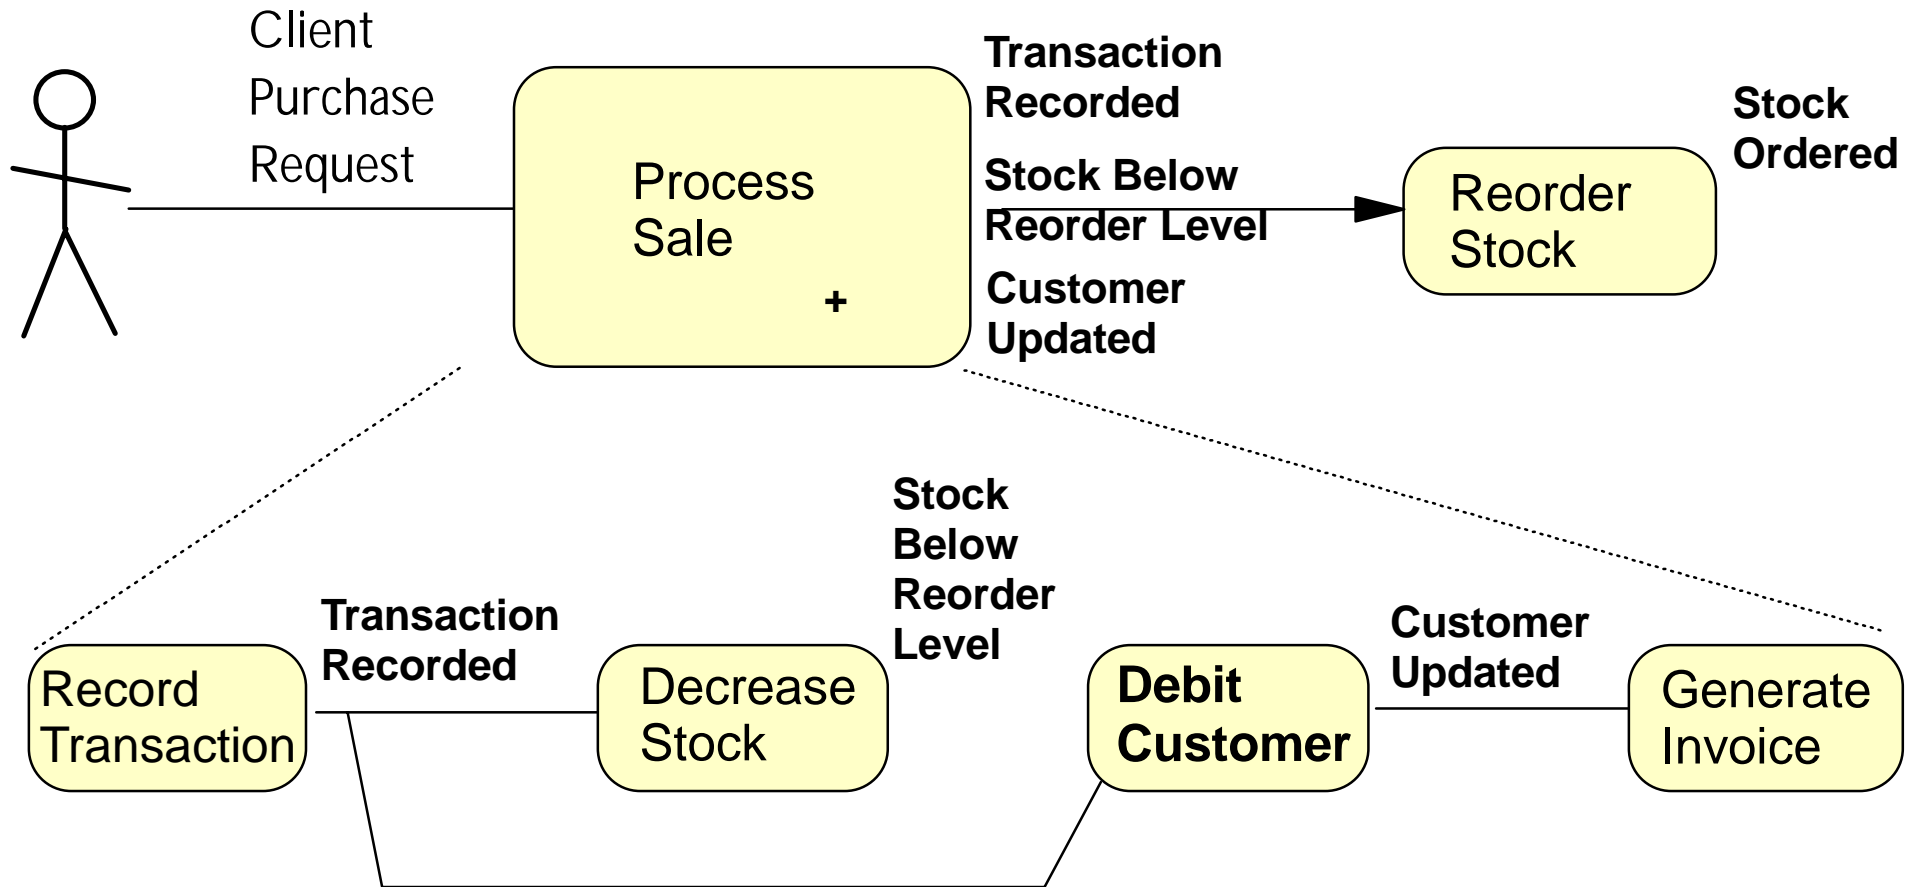 Client
Purchase
Request
Process
Sale
+
Transaction
Recorded
Stock Below
Reorder Level
Customer
Updated
Reorder
Stock
Stock
Ordered
Record
Transaction
Transaction
Recorded
Decrease
Stock
Stock
Below
Reorder
Level
Debit
Customer
Customer
Updated
Generate
Invoice